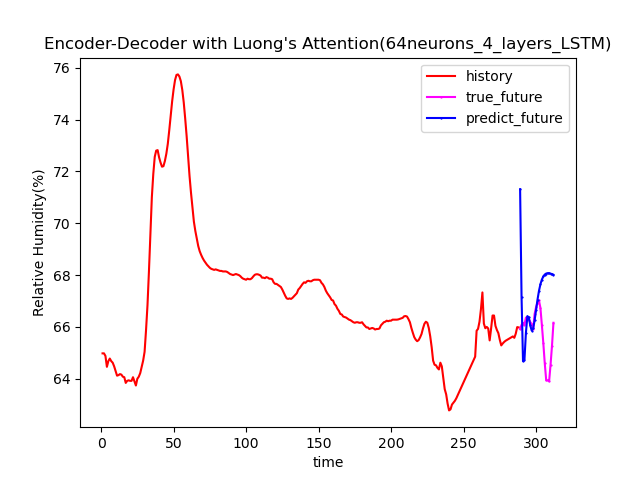 Encoder-Decoder with Luong's Attention(64neurons_4_layers_LSTM)
history
true_future
predict_future
Relative Humidity(%)
76
74
72
70
68
66
64
0 50 100 150 200 250 300
time